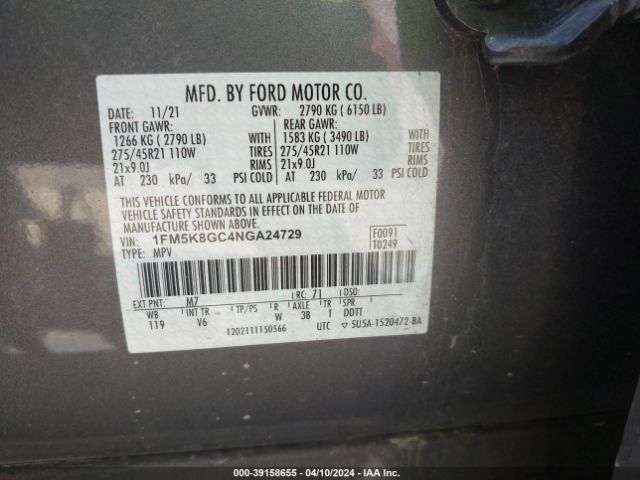 MFD. BY FORD MOTOR CO.
DATE: 11/21 GVWR: 2790 KG ( 6150 LB)
FRONT GAWR: REAR GAWR:
1266 KG ( 2790 LB) WITH 1583 KG ( 3490 LB) WITH
275/45R21 110W TIRES 275/45R21 110W TIRES
21x9.0J RIMS 21x9.0J RIMS
AT 230 kPa/ 33 PSI COLD AT 230 kPa/ 33 PSI COLD
THIS VEHICLE CONFORMS TO ALL APPLICABLE FEDERAL MOTOR
VEHICLE SAFETY STANDARDS IN EFFECT ON THE DATE OF
MANUFACTURE SHOWN ABOVE.
VIN: 1FM5K8GC4NGA24729 F0091
TYPE: MPV T0249
EXT PNT: M7 RC: 71 DSO:
WB INT TR TP/PS R AXLE TR SPR
119 V6 W 3B T DDTT
1202111150566 UTC ▽ 5U5A-1520472-BA
000-39158655 - 04/10/2024 - IAA Inc.